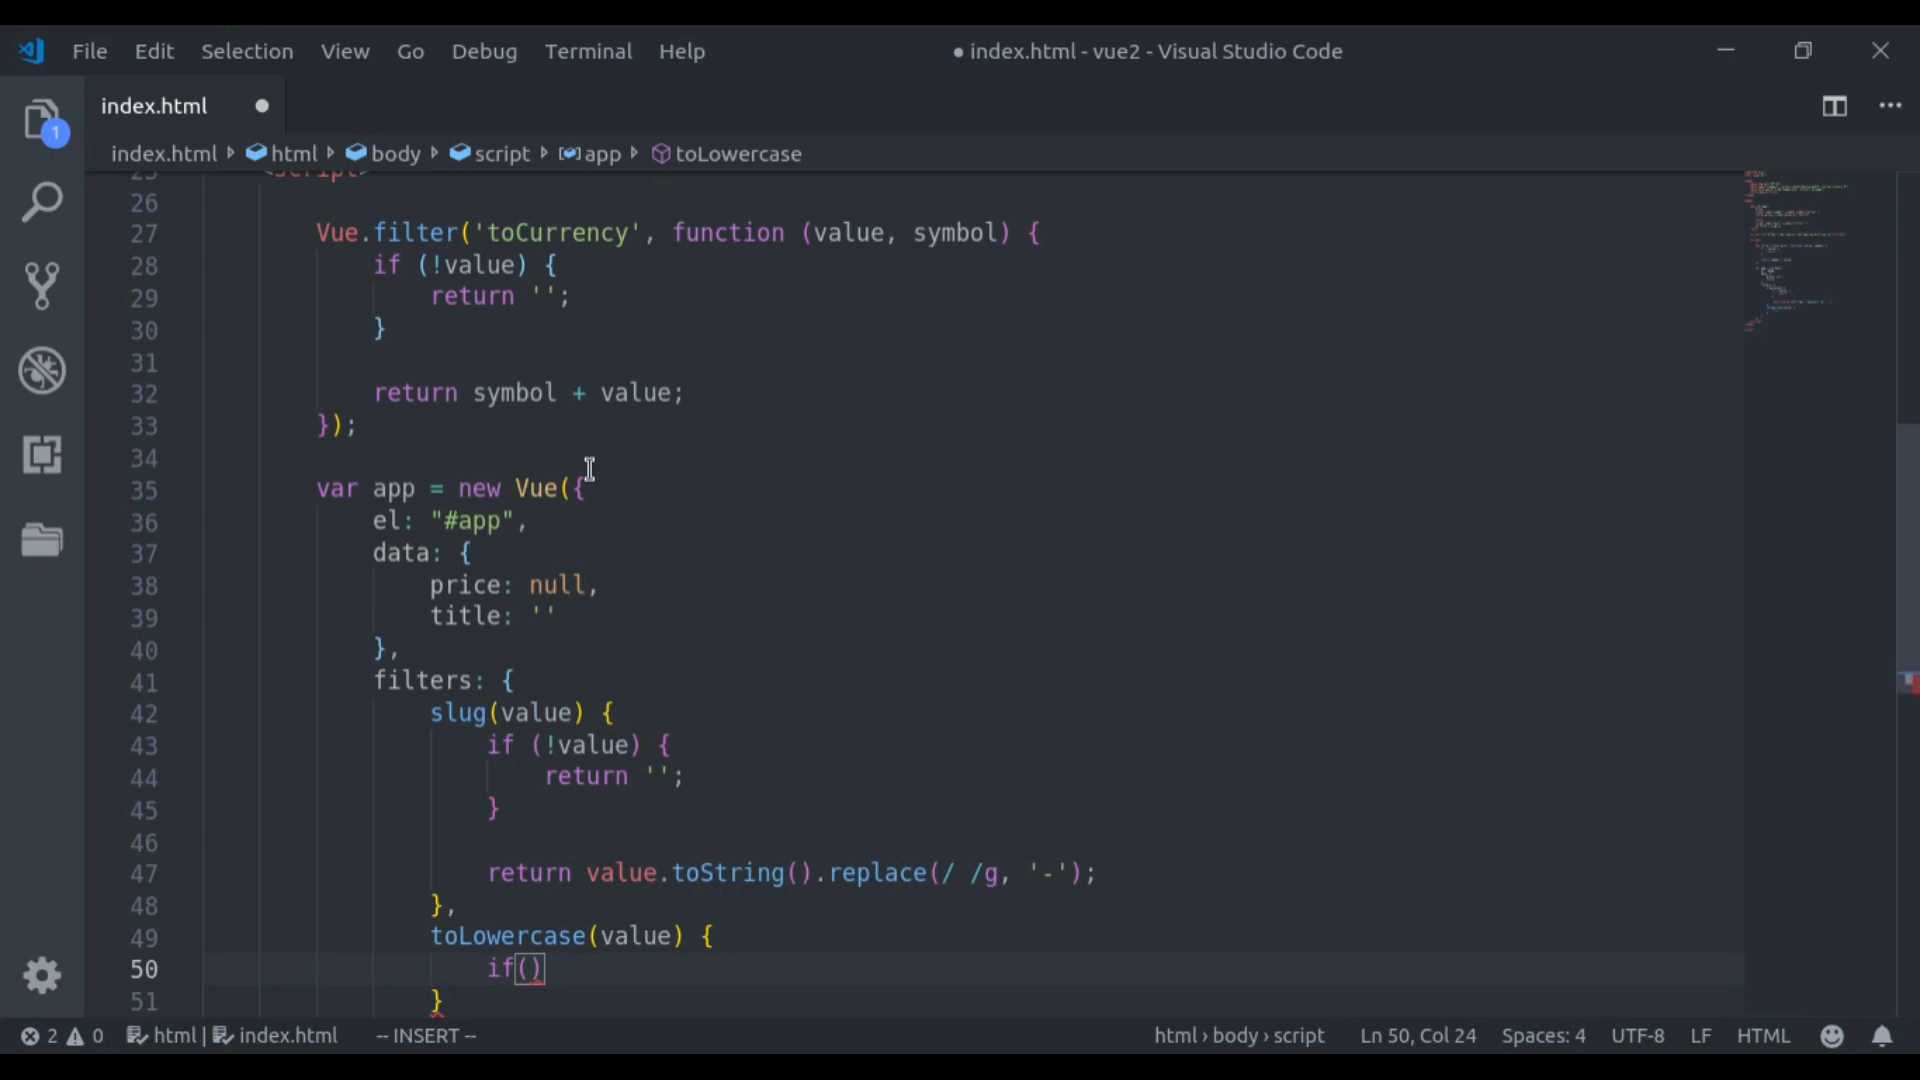 File Edit Selection View Go Debug Terminal Help
● index.html - vue2 - Visual Studio Code
index.html
1
index.html html body script app toLowercase
25 <script>
26
27 Vue.filter('toCurrency', function (value, symbol) {
28 if (!value) {
29 return '';
30 }
31
32 return symbol + value;
33 });
34
35 var app = new Vue({
36 el: "#app",
37 data: {
38 price: null,
39 title: ''
40 },
41 filters: {
42 slug(value) {
43 if (!value) {
44 return '';
45 }
46
47 return value.toString().replace(/ /g, '-');
48 },
49 toLowercase(value) {
50 if()
51 }
2 0 html | index.html -- INSERT -- html › body › script Ln 50, Col 24 Spaces: 4 UTF-8 LF HTML